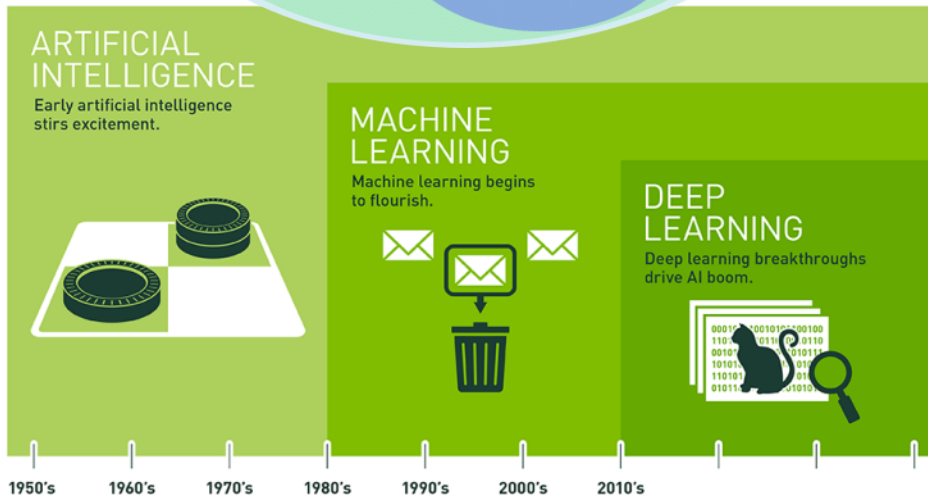 ARTIFICIAL
INTELLIGENCE
Early artificial intelligence
stirs excitement.
MACHINE
LEARNING
Machine learning begins
to flourish.
DEEP
LEARNING
Deep learning breakthroughs
drive AI boom.
1950's 1960's 1970's 1980's 1990's 2000's 2010's